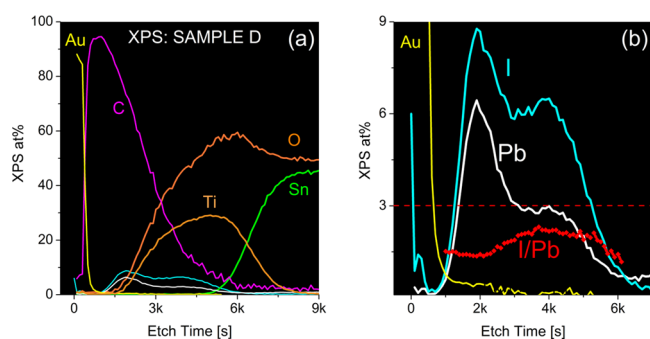 XPS: SAMPLE D
(a)
Au
C
O
Ti
Sn
100
80
60
40
20
0
XPS at%
0
3k
6k
9k
Etch Time [s]
(b)
Au
I
Pb
I/Pb
9
6
3
0
XPS at%
0
2k
4k
6k
Etch Time [s]